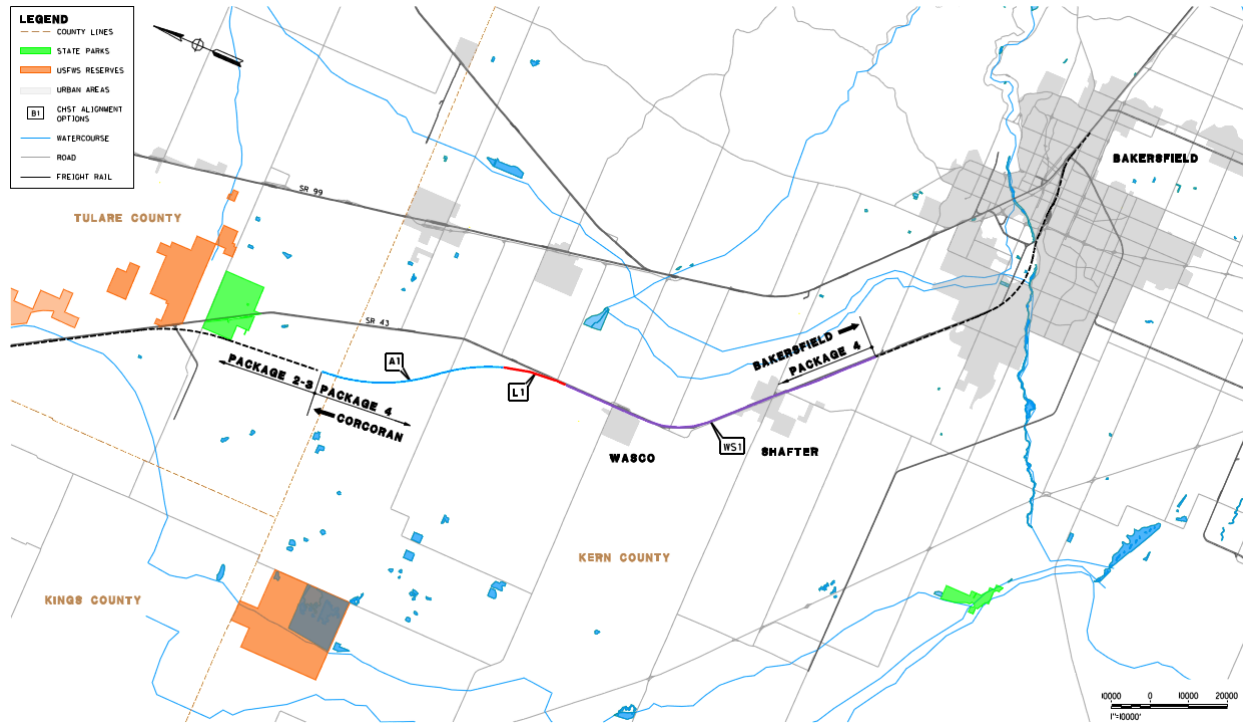 LEGEND
COUNTY LINES
STATE PARKS
USFWS RESERVES
URBAN AREAS
B1
CHST ALIGNMENT
OPTIONS
WATERCOURSE
ROAD
FREIGHT RAIL
BAKERSFIELD
SR 99
TULARE COUNTY
SR 43
BAKERSFIELD
PACKAGE 4
A1
PACKAGE 2-3
PACKAGE 4
CORCORAN
L1
WS1
WASCO
SHAFTER
KERN COUNTY
KINGS COUNTY
10000 0 10000 20000
1"=10000'